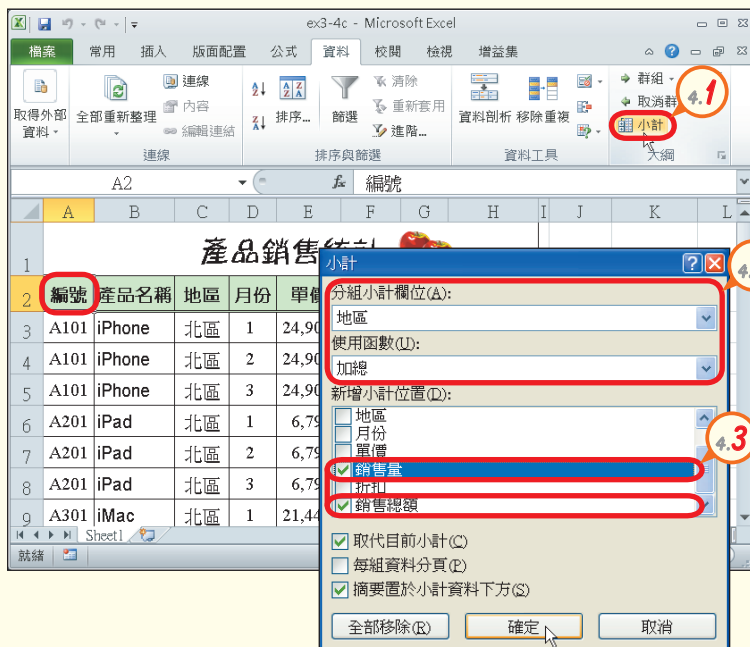 ex3-4c - Microsoft Excel
檔案 常用 插入 版面配置 公式 資料 校閱 檢視 增益集
取得外部資料 全部重新整理 連線 內容 編輯連結 排序... 篩選 清除 重新套用 進階... 資料剖析 移除重複 群組 取消群 小計
4.1
連線 排序與篩選 資料工具 大綱
A2 fx 編號
A B C D E F G H I J K L
1 產品銷售統計
2 編號 產品名稱 地區 月份 單價
3 A101 iPhone 北區 1 24,90
4 A101 iPhone 北區 2 24,90
5 A101 iPhone 北區 3 24,90
6 A201 iPad 北區 1 6,79
7 A201 iPad 北區 2 6,79
8 A201 iPad 北區 3 6,79
9 A301 iMac 北區 1 21,44
Sheet1
就緒
小計
4.
分組小計欄位(A):
地區
使用函數(U):
加總
新增小計位置(D):
地區
月份
單價
銷售量
4.3
折扣
銷售總額
取代目前小計(C)
每組資料分頁(P)
摘要置於小計資料下方(S)
全部移除(R) 確定 取消